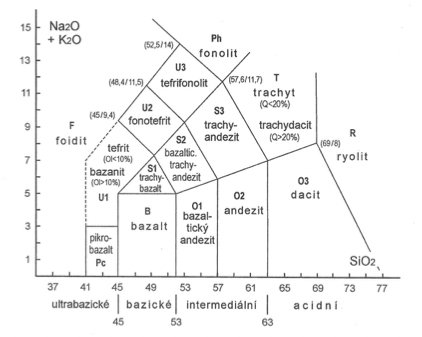 15
Na2O
+ K2O
13
11
9
7
5
3
1
(52,5/14)
Ph
fonolit
U3
tefrifonolit
(57,6/11,7)
T
trachyt
(Q<20%)
trachydacit
(Q>20%)
(48,4/11,5)
U2
fonotefrit
S3
trachy-
andezit
(45/9,4)
F
foidit
tefrit
(Ol<10%)
bazanit
(Ol>10%)
U1
S2
bazaltic.
trachy-
andezit
S1
trachy-
bazalt
(69/8)
R
ryolit
B
bazalt
O1
bazal-
tický
andezit
O2
andezit
O3
dacit
pikro-
bazalt
Pc
SiO2
37 41 45 49 53 57 61 65 69 73 77
ultrabazické bazické intermediální acidní
45 53 63